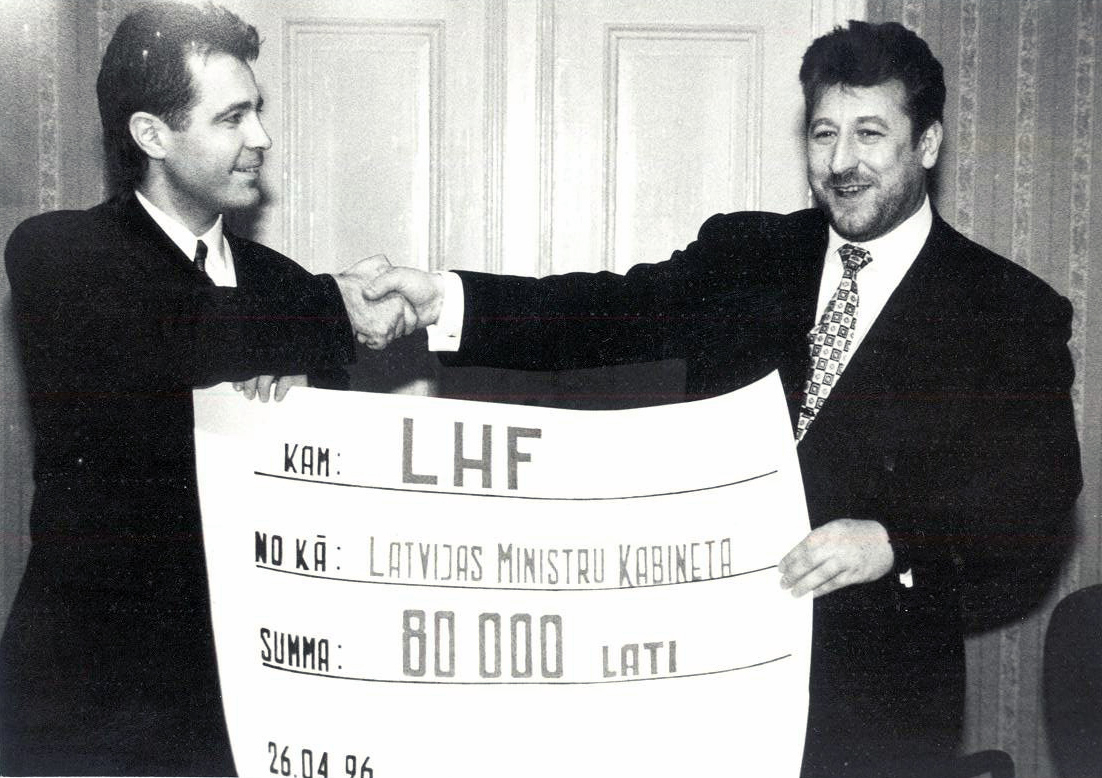 KAM: LHF
NO KĀ: LATVIJAS MINISTRU KABINETA
SUMMA: 80 000 LATI
26.04 96